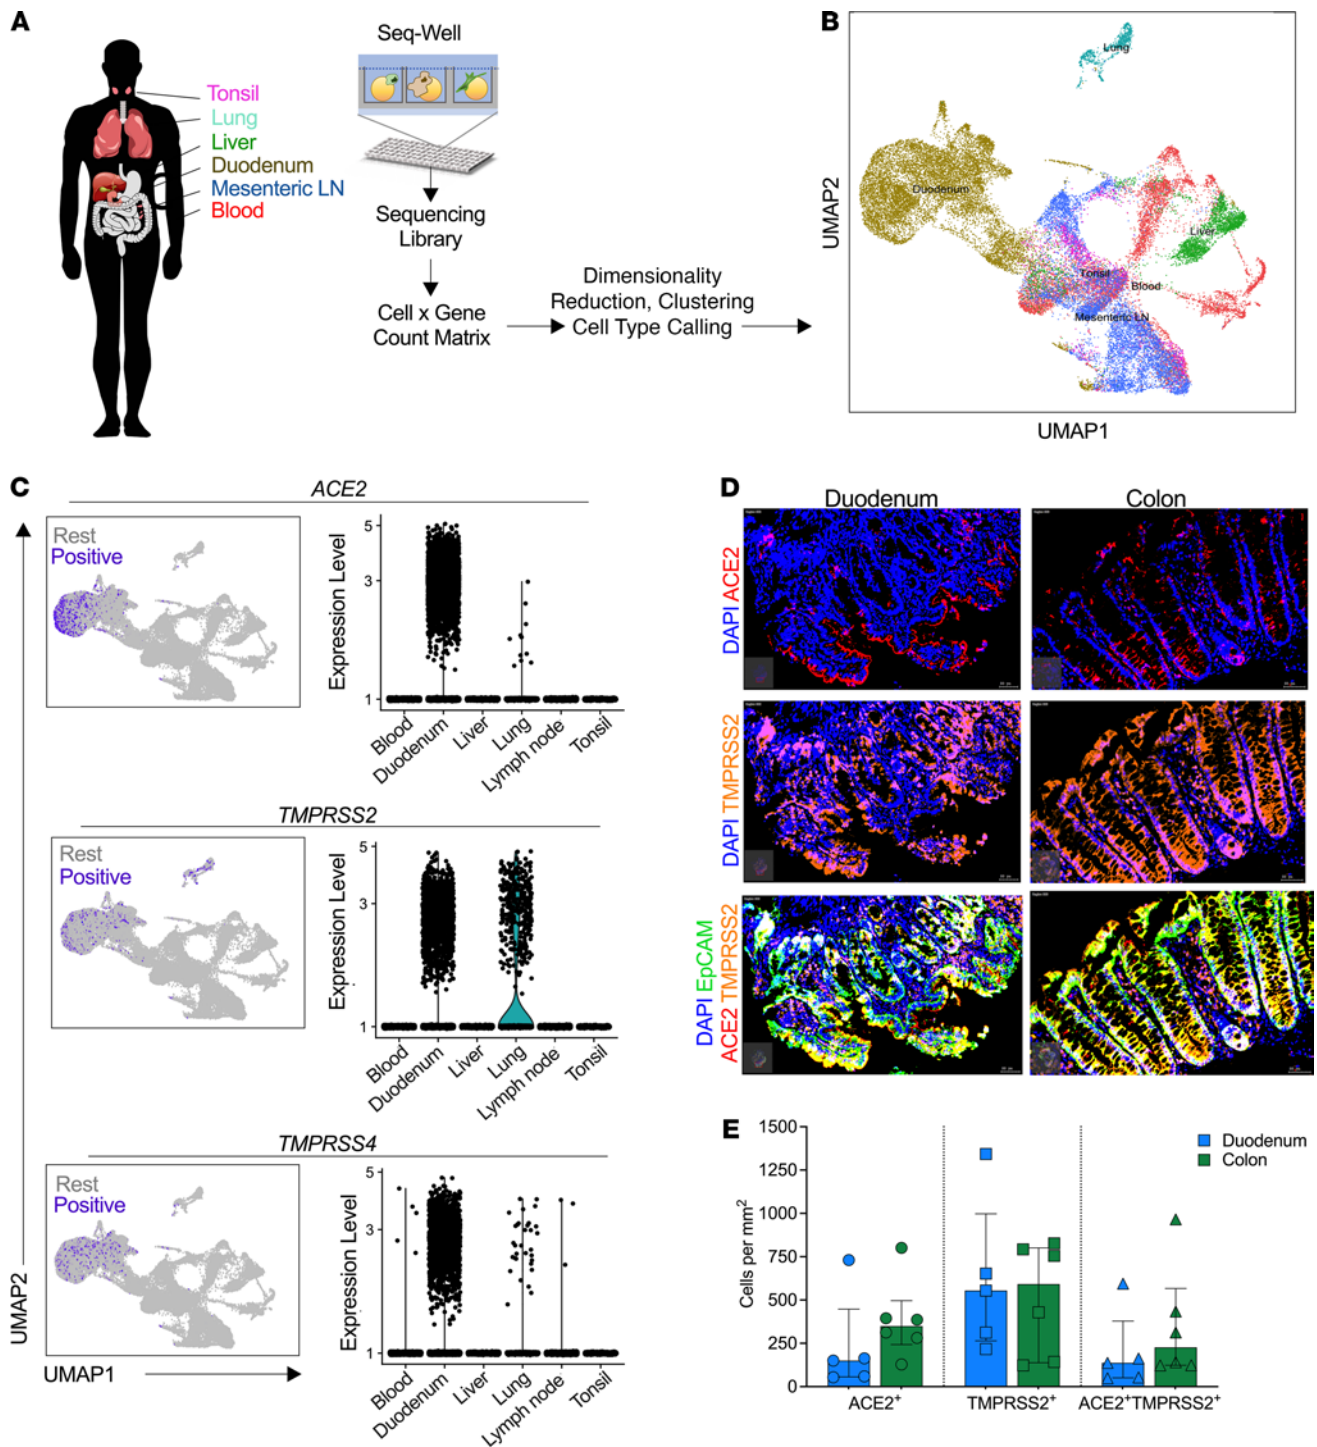 A
Seq-Well
Tonsil
Lung
Liver
Duodenum
Mesenteric LN
Blood
Sequencing
Library
Cell x Gene
Count Matrix
Dimensionality
Reduction, Clustering
Cell Type Calling
B
Lung
Duodenum
Liver
Tonsil
Blood
Mesenteric LN
UMAP2
UMAP1
C
ACE2
Rest
Positive
Expression Level
5
3
1
Blood
Duodenum
Liver
Lung
Lymph node
Tonsil
TMPRSS2
Rest
Positive
Expression Level
5
3
1
Blood
Duodenum
Liver
Lung
Lymph node
Tonsil
TMPRSS4
Rest
Positive
Expression Level
5
3
1
Blood
Duodenum
Liver
Lung
Lymph node
Tonsil
UMAP2
UMAP1
D
Duodenum
Colon
DAPI ACE2
DAPI TMPRSS2
DAPI EpCAM
ACE2 TMPRSS2
E
Cells per mm²
1500
1250
1000
750
500
250
0
Duodenum
Colon
ACE2⁺
TMPRSS2⁺
ACE2⁺TMPRSS2⁺